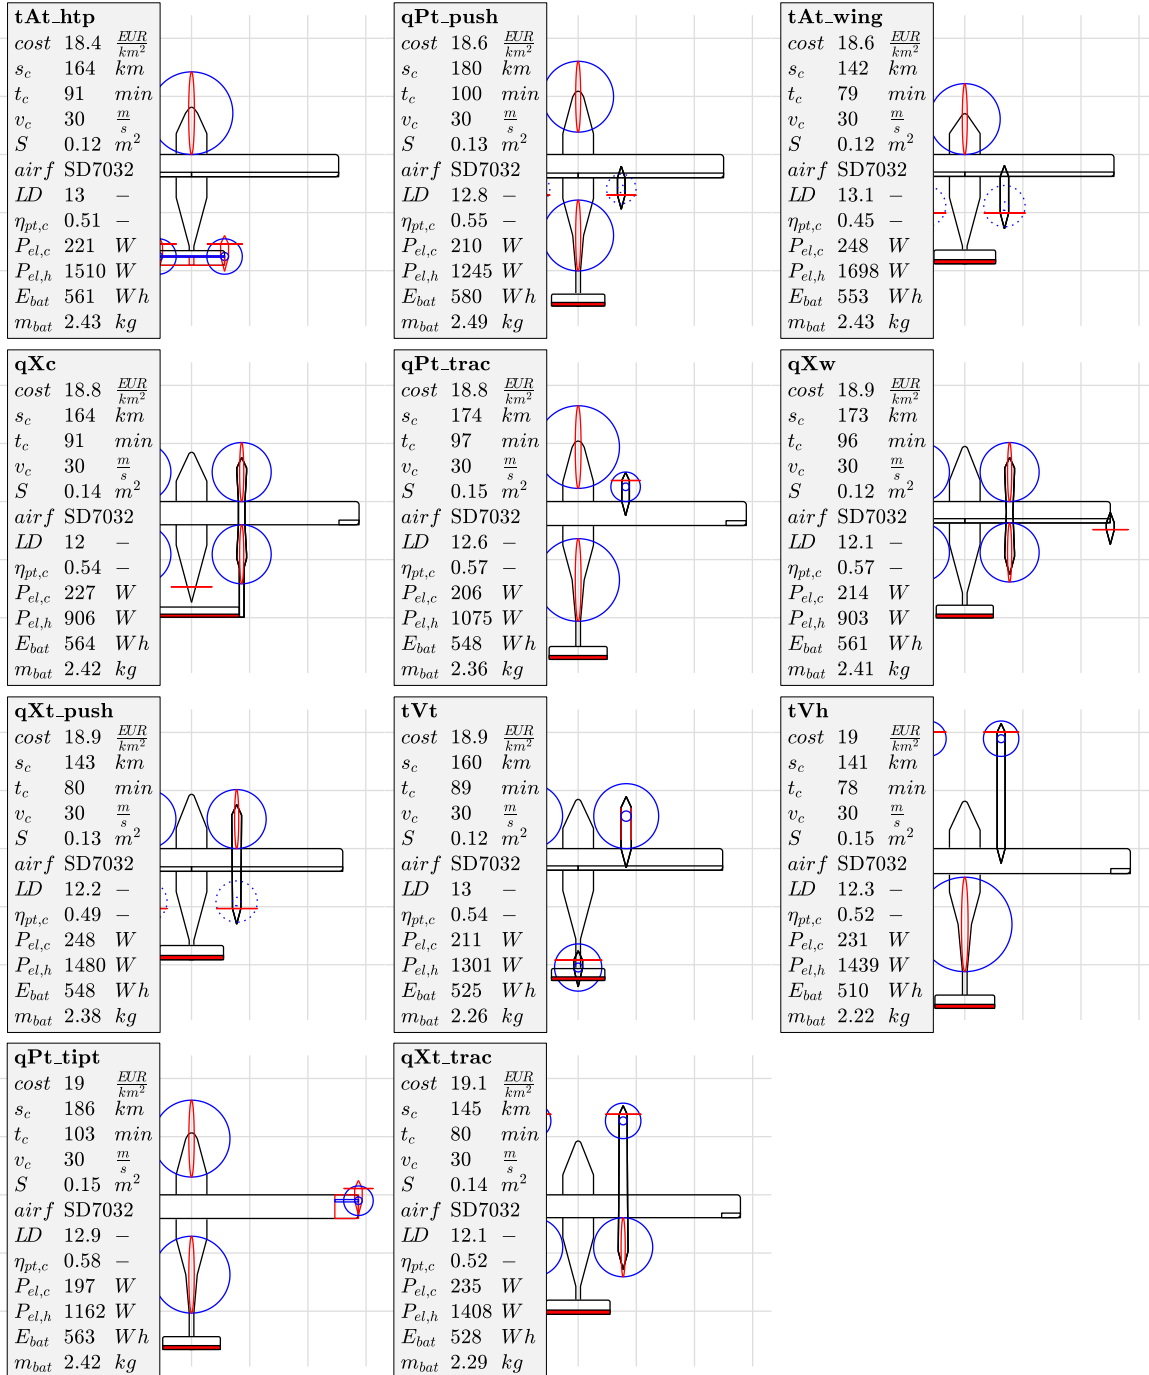 tAt_htp
cost 18.4 EUR/km²
s_c 164 km
t_c 91 min
v_c 30 m/s
S 0.12 m²
airf SD7032
LD 13 –
η_pt,c 0.51 –
P_el,c 221 W
P_el,h 1510 W
E_bat 561 Wh
m_bat 2.43 kg
qPt_push
cost 18.6 EUR/km²
s_c 180 km
t_c 100 min
v_c 30 m/s
S 0.13 m²
airf SD7032
LD 12.8 –
η_pt,c 0.55 –
P_el,c 210 W
P_el,h 1245 W
E_bat 580 Wh
m_bat 2.49 kg
tAt_wing
cost 18.6 EUR/km²
s_c 142 km
t_c 79 min
v_c 30 m/s
S 0.12 m²
airf SD7032
LD 13.1 –
η_pt,c 0.45 –
P_el,c 248 W
P_el,h 1698 W
E_bat 553 Wh
m_bat 2.43 kg
qXc
cost 18.8 EUR/km²
s_c 164 km
t_c 91 min
v_c 30 m/s
S 0.14 m²
airf SD7032
LD 12 –
η_pt,c 0.54 –
P_el,c 227 W
P_el,h 906 W
E_bat 564 Wh
m_bat 2.42 kg
qPt_trac
cost 18.8 EUR/km²
s_c 174 km
t_c 97 min
v_c 30 m/s
S 0.15 m²
airf SD7032
LD 12.6 –
η_pt,c 0.57 –
P_el,c 206 W
P_el,h 1075 W
E_bat 548 Wh
m_bat 2.36 kg
qXw
cost 18.9 EUR/km²
s_c 173 km
t_c 96 min
v_c 30 m/s
S 0.12 m²
airf SD7032
LD 12.1 –
η_pt,c 0.57 –
P_el,c 214 W
P_el,h 903 W
E_bat 561 Wh
m_bat 2.41 kg
qXt_push
cost 18.9 EUR/km²
s_c 143 km
t_c 80 min
v_c 30 m/s
S 0.13 m²
airf SD7032
LD 12.2 –
η_pt,c 0.49 –
P_el,c 248 W
P_el,h 1480 W
E_bat 548 Wh
m_bat 2.38 kg
tVt
cost 18.9 EUR/km²
s_c 160 km
t_c 89 min
v_c 30 m/s
S 0.12 m²
airf SD7032
LD 13 –
η_pt,c 0.54 –
P_el,c 211 W
P_el,h 1301 W
E_bat 525 Wh
m_bat 2.26 kg
tVh
cost 19 EUR/km²
s_c 141 km
t_c 78 min
v_c 30 m/s
S 0.15 m²
airf SD7032
LD 12.3 –
η_pt,c 0.52 –
P_el,c 231 W
P_el,h 1439 W
E_bat 510 Wh
m_bat 2.22 kg
qPt_tipt
cost 19 EUR/km²
s_c 186 km
t_c 103 min
v_c 30 m/s
S 0.15 m²
airf SD7032
LD 12.9 –
η_pt,c 0.58 –
P_el,c 197 W
P_el,h 1162 W
E_bat 563 Wh
m_bat 2.42 kg
qXt_trac
cost 19.1 EUR/km²
s_c 145 km
t_c 80 min
v_c 30 m/s
S 0.14 m²
airf SD7032
LD 12.1 –
η_pt,c 0.52 –
P_el,c 235 W
P_el,h 1408 W
E_bat 528 Wh
m_bat 2.29 kg